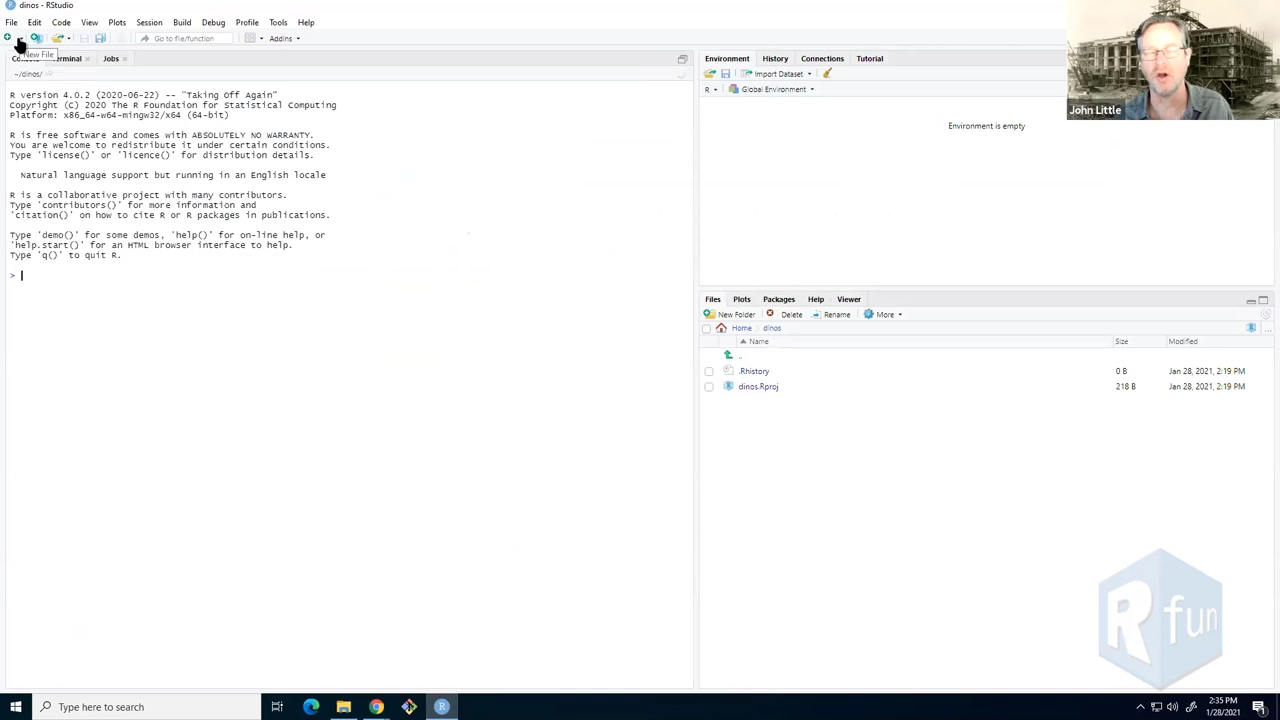 dinos - RStudio
File Edit Code View Plots Session Build Debug Profile Tools Help
Go to file/function Addins
New File
Terminal Jobs
~/dinos/
R version 4.0.2 (2020-06-22) -- "Taking Off Again"
Copyright (C) 2020 The R Foundation for Statistical Computing
Platform: x86_64-w64-mingw32/x64 (64-bit)
R is free software and comes with ABSOLUTELY NO WARRANTY.
You are welcome to redistribute it under certain conditions.
Type 'license()' or 'licence()' for distribution details.
Natural language support but running in an English locale
R is a collaborative project with many contributors.
Type 'contributors()' for more information and
'citation()' on how to cite R or R packages in publications.
Type 'demo()' for some demos, 'help()' for on-line help, or
'help.start()' for an HTML browser interface to help.
Type 'q()' to quit R.
>
Environment History Connections Tutorial
Import Dataset
R Global Environment
Environment is empty
John Little
Files Plots Packages Help Viewer
New Folder Delete Rename More
Home dinos
Name Size Modified
..
.Rhistory 0 B Jan 28, 2021, 2:19 PM
dinos.Rproj 218 B Jan 28, 2021, 2:19 PM
R fun
Type here to search
2:35 PM
1/28/2021